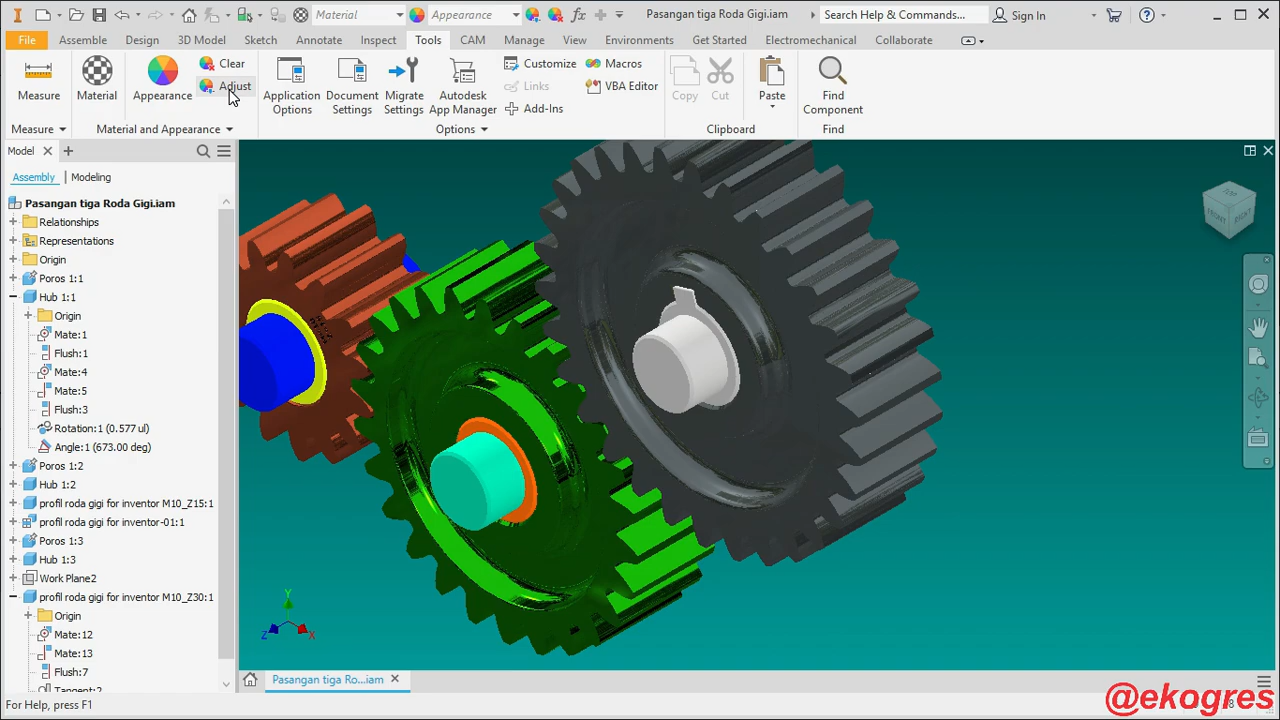 Material
Appearance
Pasangan tiga Roda Gigi.iam
Search Help & Commands...
Sign In
File
Assemble
Design
3D Model
Sketch
Annotate
Inspect
Tools
CAM
Manage
View
Environments
Get Started
Electromechanical
Collaborate
Measure
Material
Appearance
Clear
Adjust
Application
Options
Document
Settings
Migrate
Settings
Autodesk
App Manager
Customize
Links
Add-Ins
Macros
VBA Editor
Copy
Cut
Paste
Find
Component
Measure
Material and Appearance
Options
Clipboard
Find
Model
Assembly
Modeling
Pasangan tiga Roda Gigi.iam
Relationships
Representations
Origin
Poros 1:1
Hub 1:1
Origin
Mate:1
Flush:1
Mate:4
Mate:5
Flush:3
Rotation:1 (0.577 ul)
Angle:1 (673.00 deg)
Poros 1:2
Hub 1:2
profil roda gigi for inventor M10_Z15:1
profil roda gigi for inventor-01:1
Poros 1:3
Hub 1:3
Work Plane2
profil roda gigi for inventor M10_Z30:1
Origin
Mate:12
Mate:13
Flush:7
Tangent:2
FRONT
RIGHT
Y
Z
X
Pasangan tiga Ro...iam
For Help, press F1
@ekogres